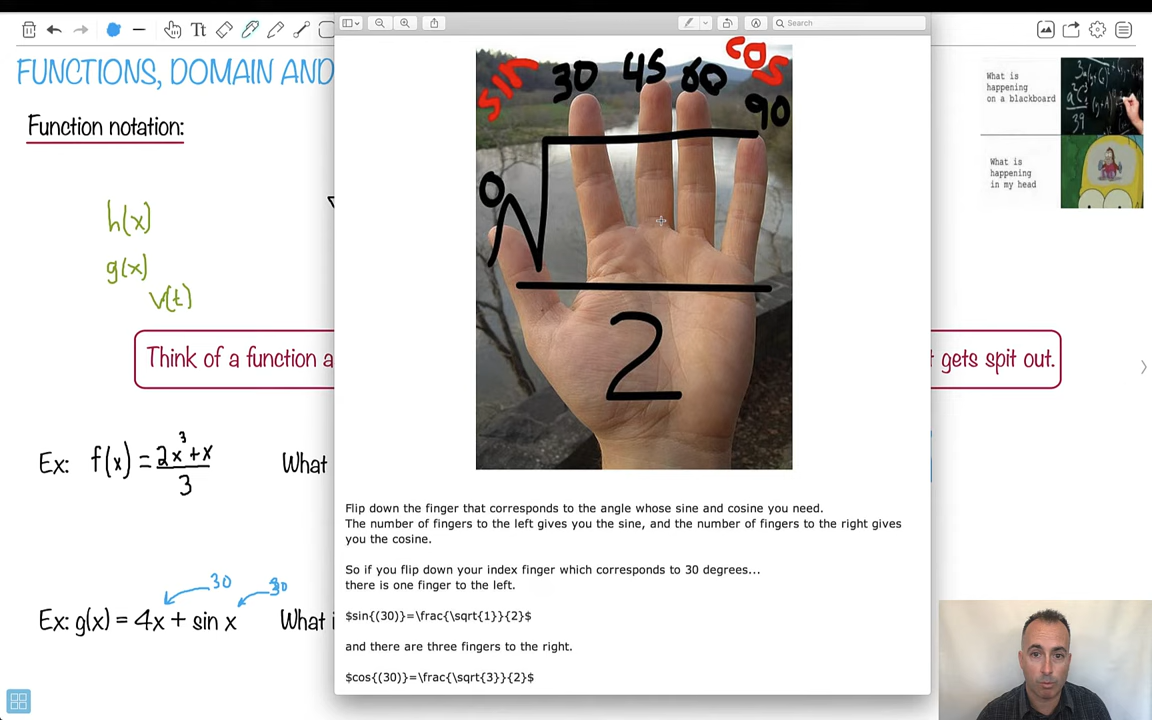 Tt
Search
FUNCTIONS, DOMAIN AND
Function notation:
h(x)
g(x)
v(t)
Think of a function a
t gets spit out.
Ex: f(x) = 2x³+x
3
What
30
30
Ex: g(x) = 4x + sin x
What i
sin 30 45 60 cos
90
0
√
2
Flip down the finger that corresponds to the angle whose sine and cosine you need.
The number of fingers to the left gives you the sine, and the number of fingers to the right gives
you the cosine.
So if you flip down your index finger which corresponds to 30 degrees...
there is one finger to the left.
$sin{(30)}=\frac{\sqrt{1}}{2}$
and there are three fingers to the right.
$cos{(30)}=\frac{\sqrt{3}}{2}$
What is
happening
on a blackboard
What is
happening
in my head